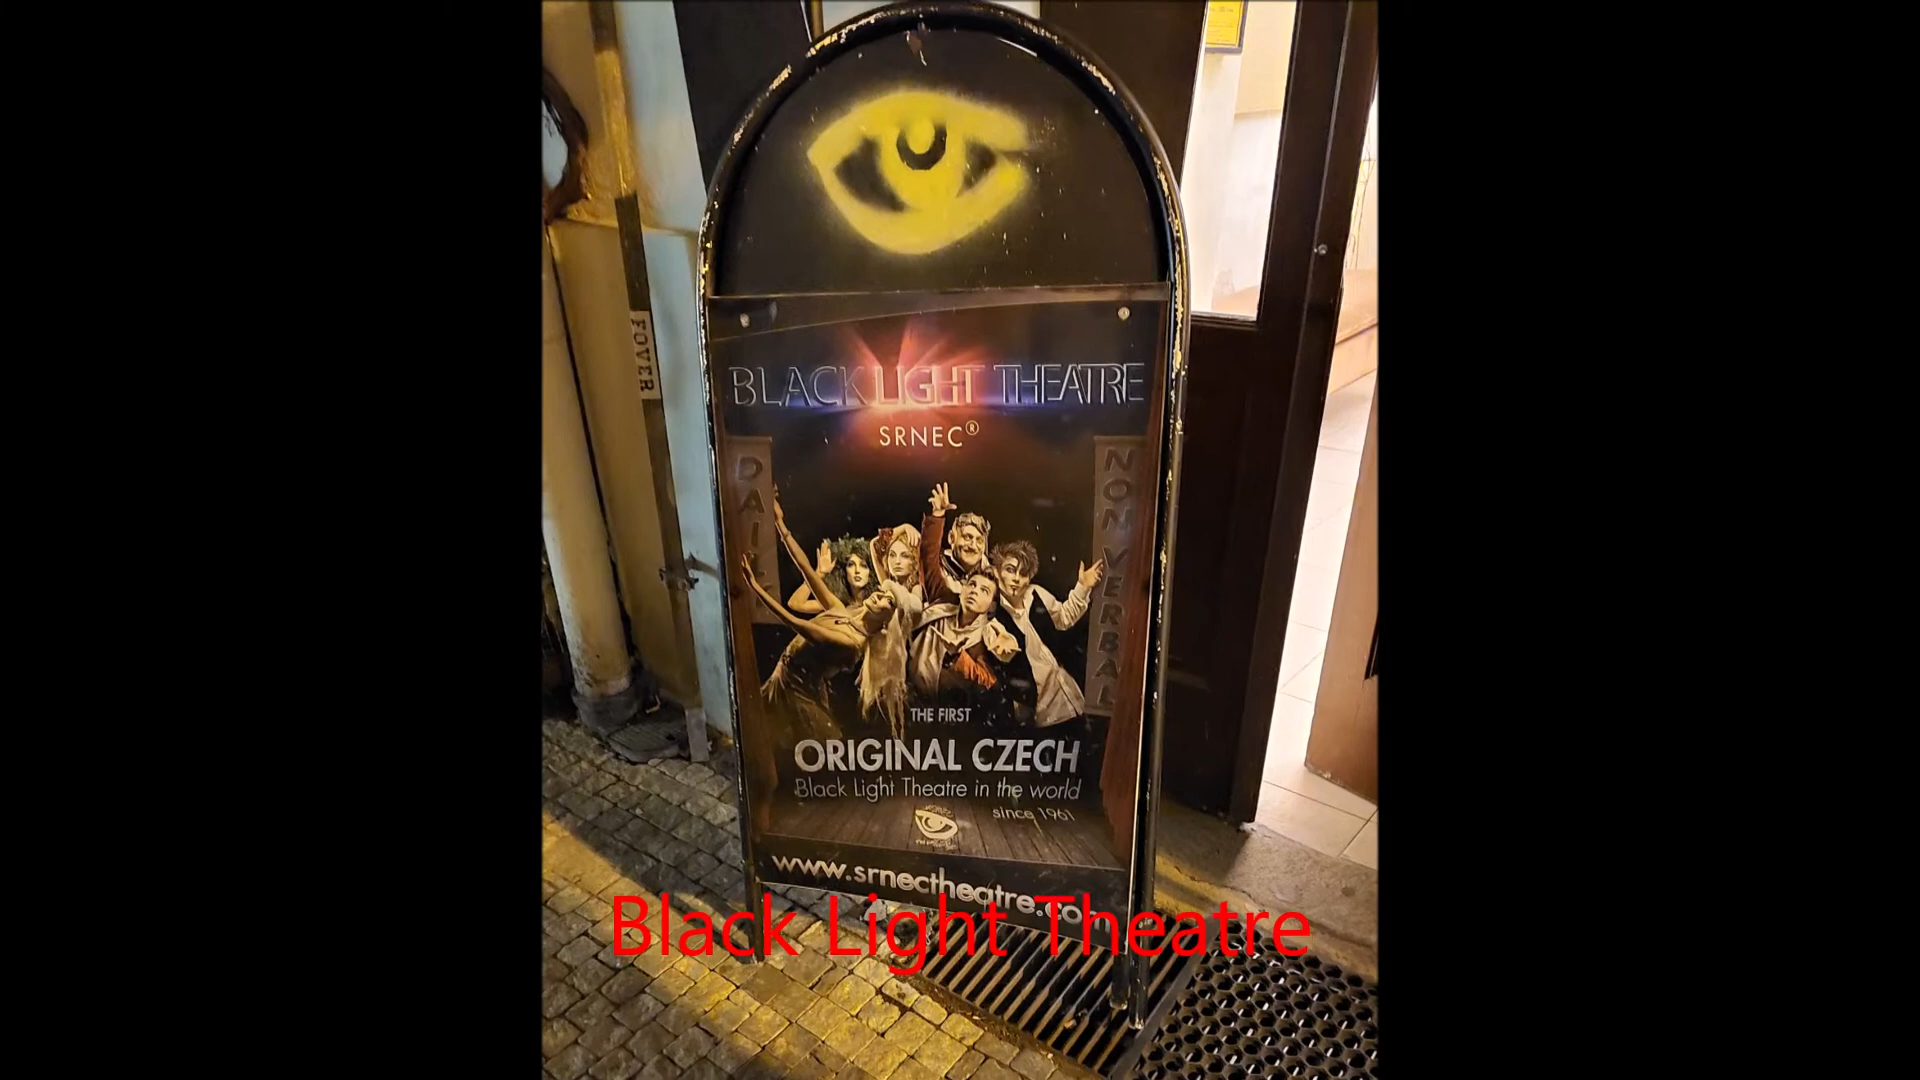 FOVER
BLACK LIGHT THEATRE
SRNEC®
DAILY
NON VERBAL
THE FIRST
ORIGINAL CZECH
Black Light Theatre in the world
since 1961
www.srnectheatre.com
Black Light Theatre